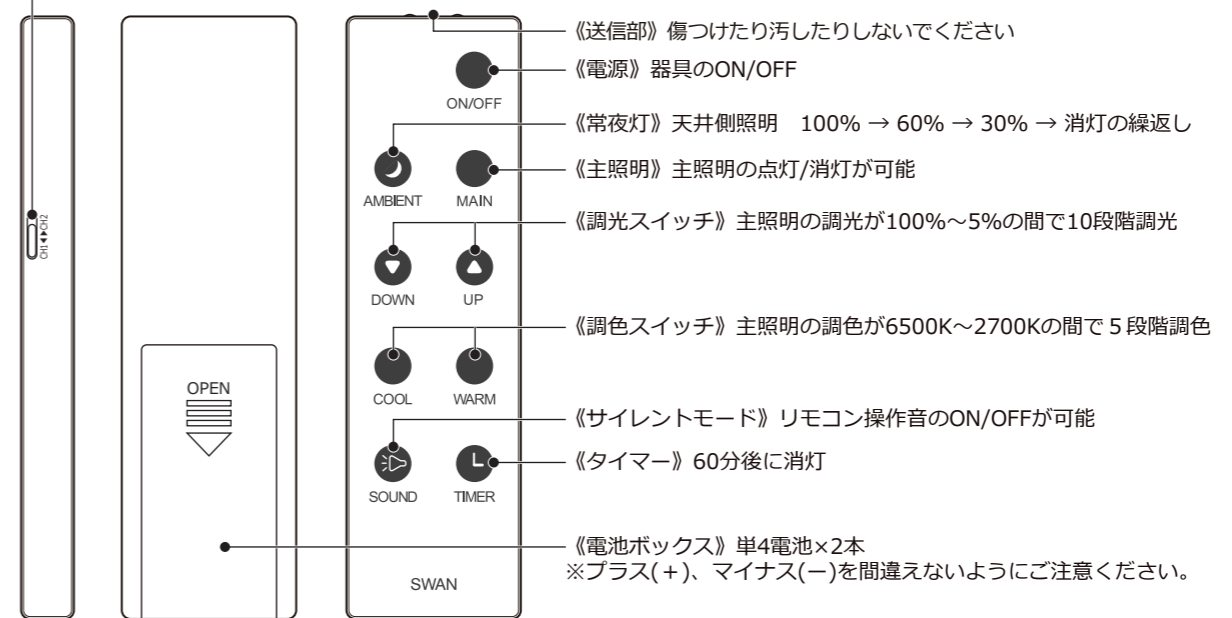 《送信部》傷つけたり汚したりしないでください
《電源》器具のON/OFF
ON/OFF
《常夜灯》天井側照明　100% → 60% → 30% → 消灯の繰返し
《主照明》主照明の点灯/消灯が可能
AMBIENT MAIN
《調光スイッチ》主照明の調光が100%～5%の間で10段階調光
CH1◀▶CH2
DOWN UP
《調色スイッチ》主照明の調色が6500K～2700Kの間で５段階調色
OPEN
COOL WARM
《サイレントモード》リモコン操作音のON/OFFが可能
《タイマー》60分後に消灯
SOUND TIMER
《電池ボックス》単4電池×2本
※プラス(＋)、マイナス(ー)を間違えないようにご注意ください。
SWAN